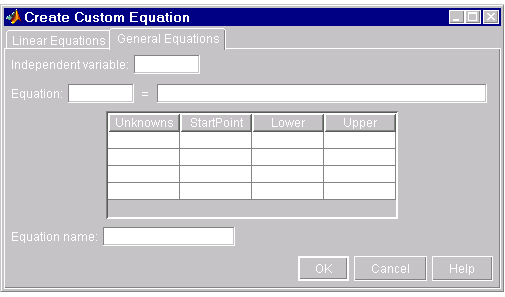 Create Custom Equation
Linear Equations General Equations
Independent variable:
Equation: =
Unknowns StartPoint Lower Upper
Equation name:
OK Cancel Help